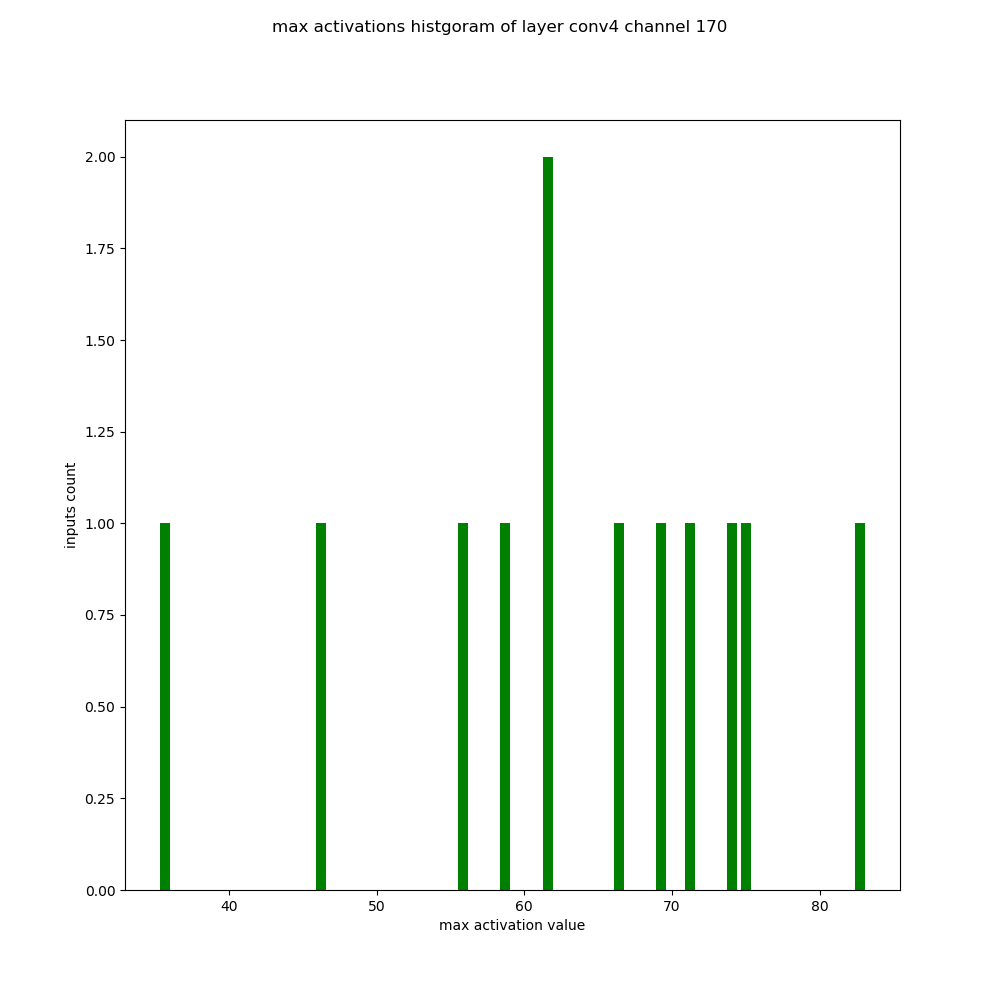 max activations histgoram of layer conv4 channel 170
2.00
1.75
1.50
1.25
1.00
0.75
0.50
0.25
0.00
inputs count
40 50 60 70 80
max activation value